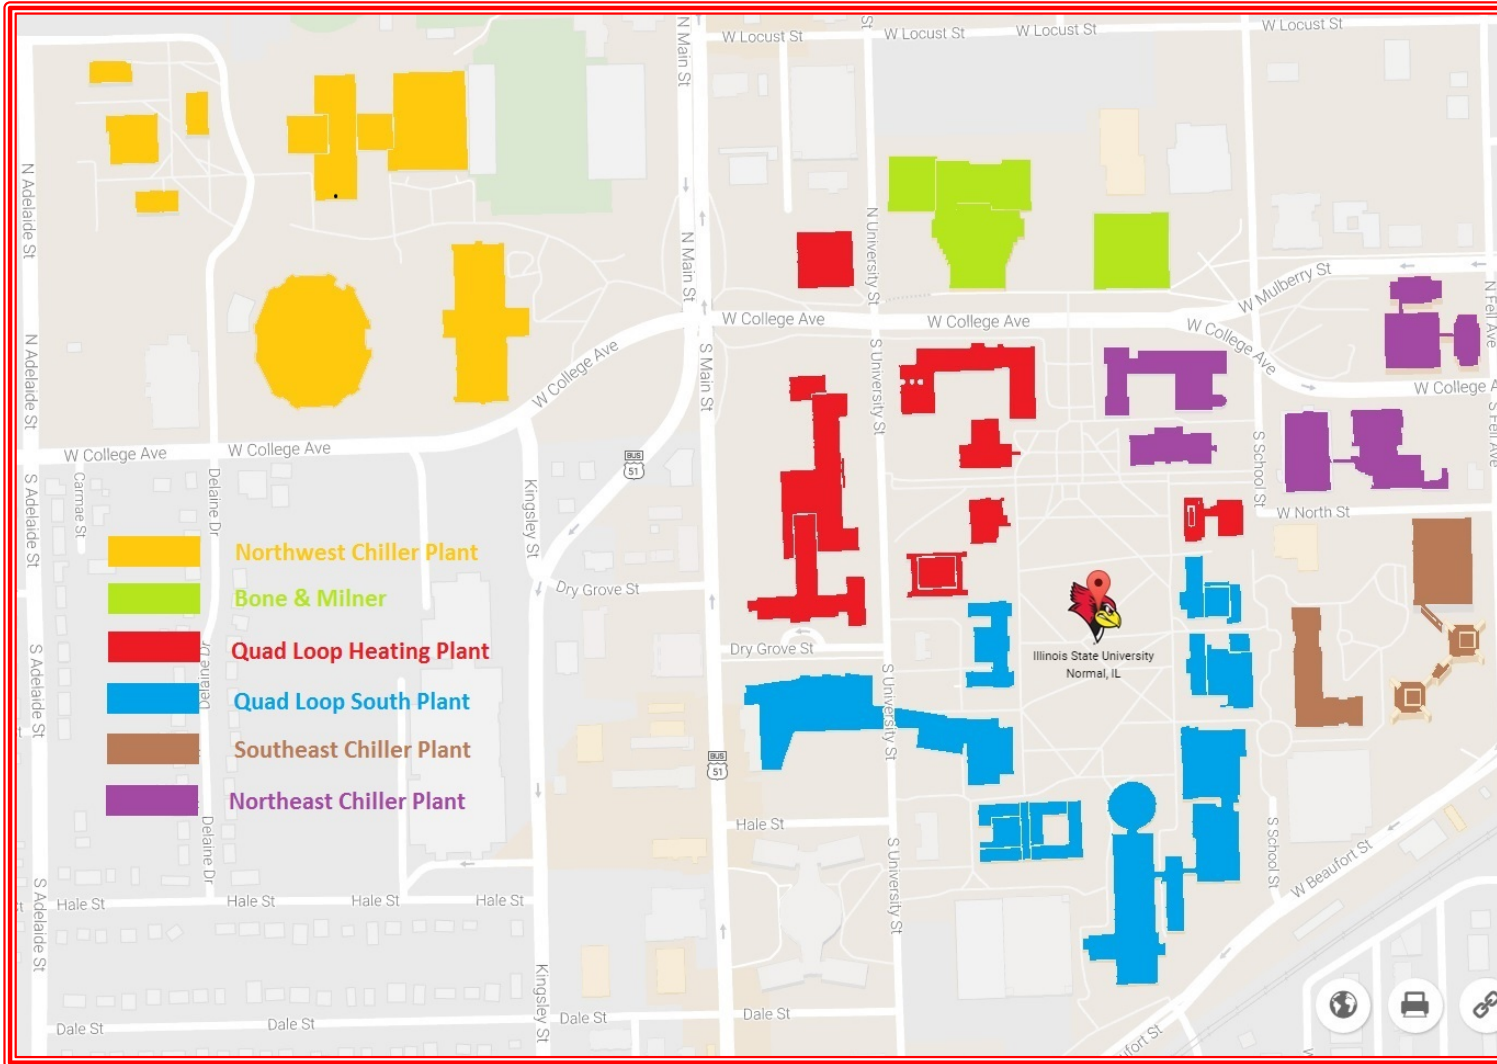 W Locust St
W Locust St
W Locust St
W Locust St
N Main St
St
N Adelaide St
N Main St
N University St
W Mulberry St
N Fell Ave
W College Ave
W College Ave
W College Ave
N Adelaide St
S Main St
S University St
W College Ave
W College A
S Fell Ave
W College Ave
W College Ave
S School St
BUS
51
S Adelaide St
Carmae St
Delaine Dr
Kingsley St
W North St
Northwest Chiller Plant
Bone & Milner
Dry Grove St
Quad Loop Heating Plant
Dry Grove St
Illinois State University
Normal, IL
S Adelaide St
Delaine Dr
Quad Loop South Plant
S University St
Southeast Chiller Plant
BUS
51
Northeast Chiller Plant
Hale St
Delaine Dr
S School St
S University St
W Beaufort St
S Adelaide St
Hale St
Hale St
Hale St
Hale St
Kingsley St
Dale St
Dale St
Dale St
Dale St
ufort St